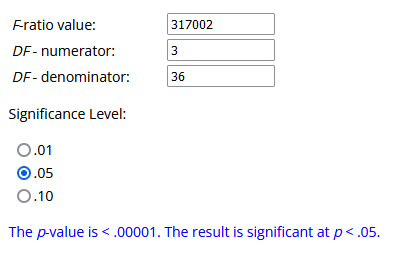 F-ratio value: 317002
DF - numerator: 3
DF - denominator: 36
Significance Level:
.01
.05
.10
The p-value is < .00001. The result is significant at p < .05.